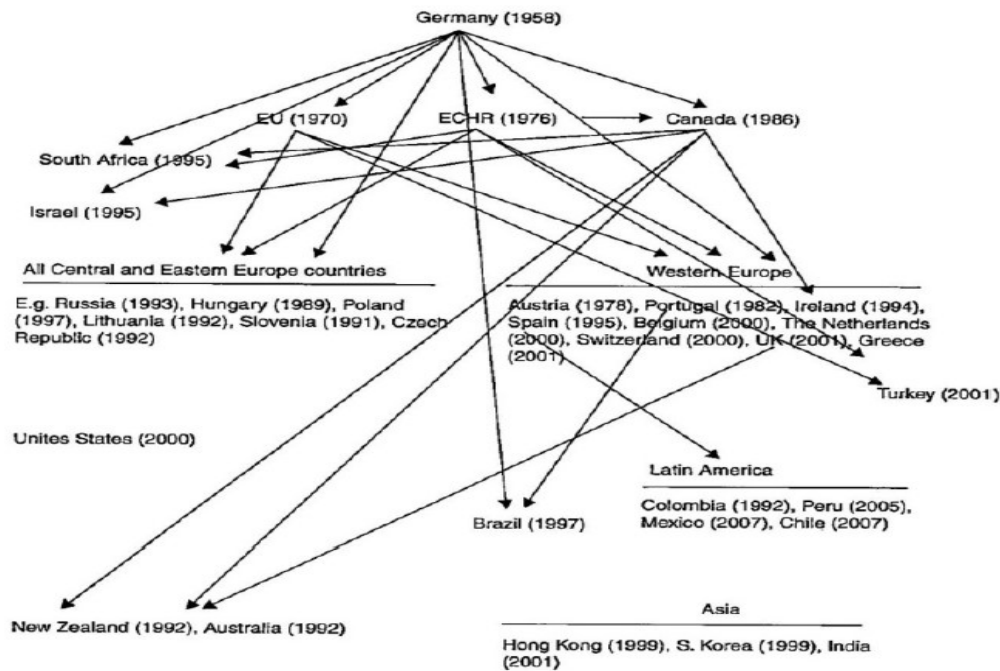 Germany (1958)
EU (1970)
ECHR (1976)
Canada (1986)
South Africa (1995)
Israel (1995)
All Central and Eastern Europe countries
E.g. Russia (1993), Hungary (1989), Poland
(1997), Lithuania (1992), Slovenia (1991), Czech
Republic (1992)
Western Europe
Austria (1978), Portugal (1982), Ireland (1994),
Spain (1995), Belgium (2000), The Netherlands
(2000), Switzerland (2000), UK (2001), Greece
(2001)
Turkey (2001)
Unites States (2000)
Latin America
Colombia (1992), Peru (2005),
Mexico (2007), Chile (2007)
Brazil (1997)
New Zealand (1992), Australia (1992)
Asia
Hong Kong (1999), S. Korea (1999), India
(2001)